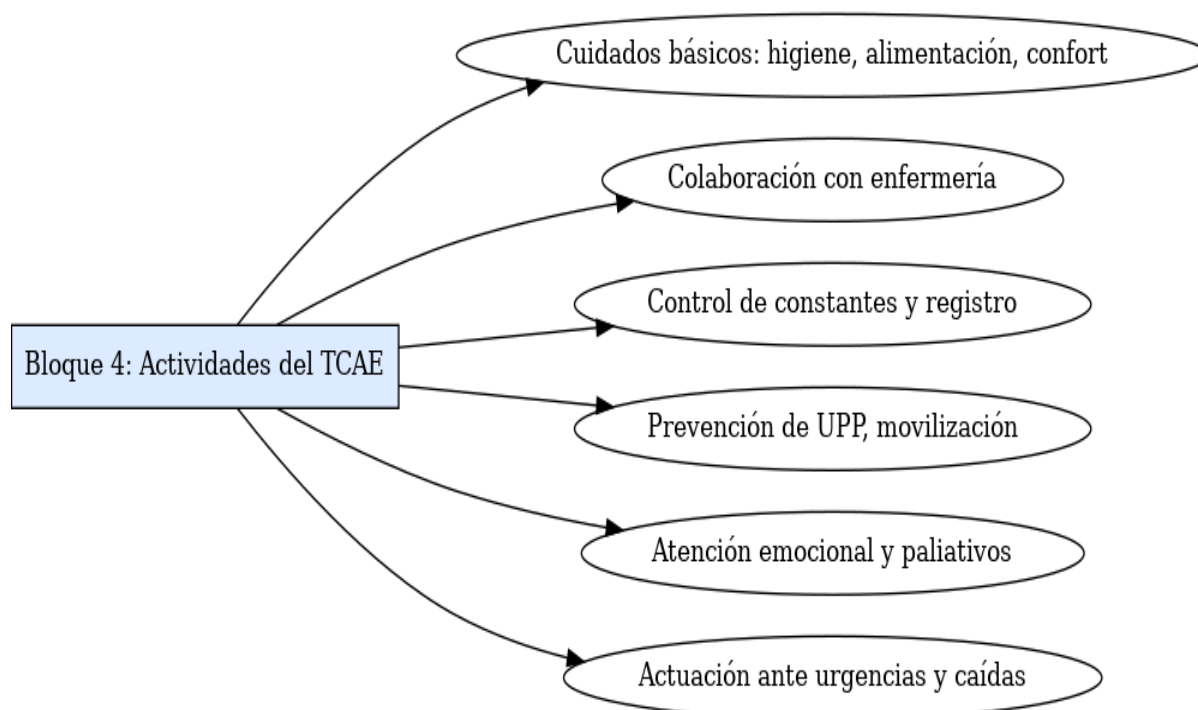 Cuidados básicos: higiene, alimentación, confort
Colaboración con enfermería
Control de constantes y registro
Bloque 4: Actividades del TCAE
Prevención de UPP, movilización
Atención emocional y paliativos
Actuación ante urgencias y caídas